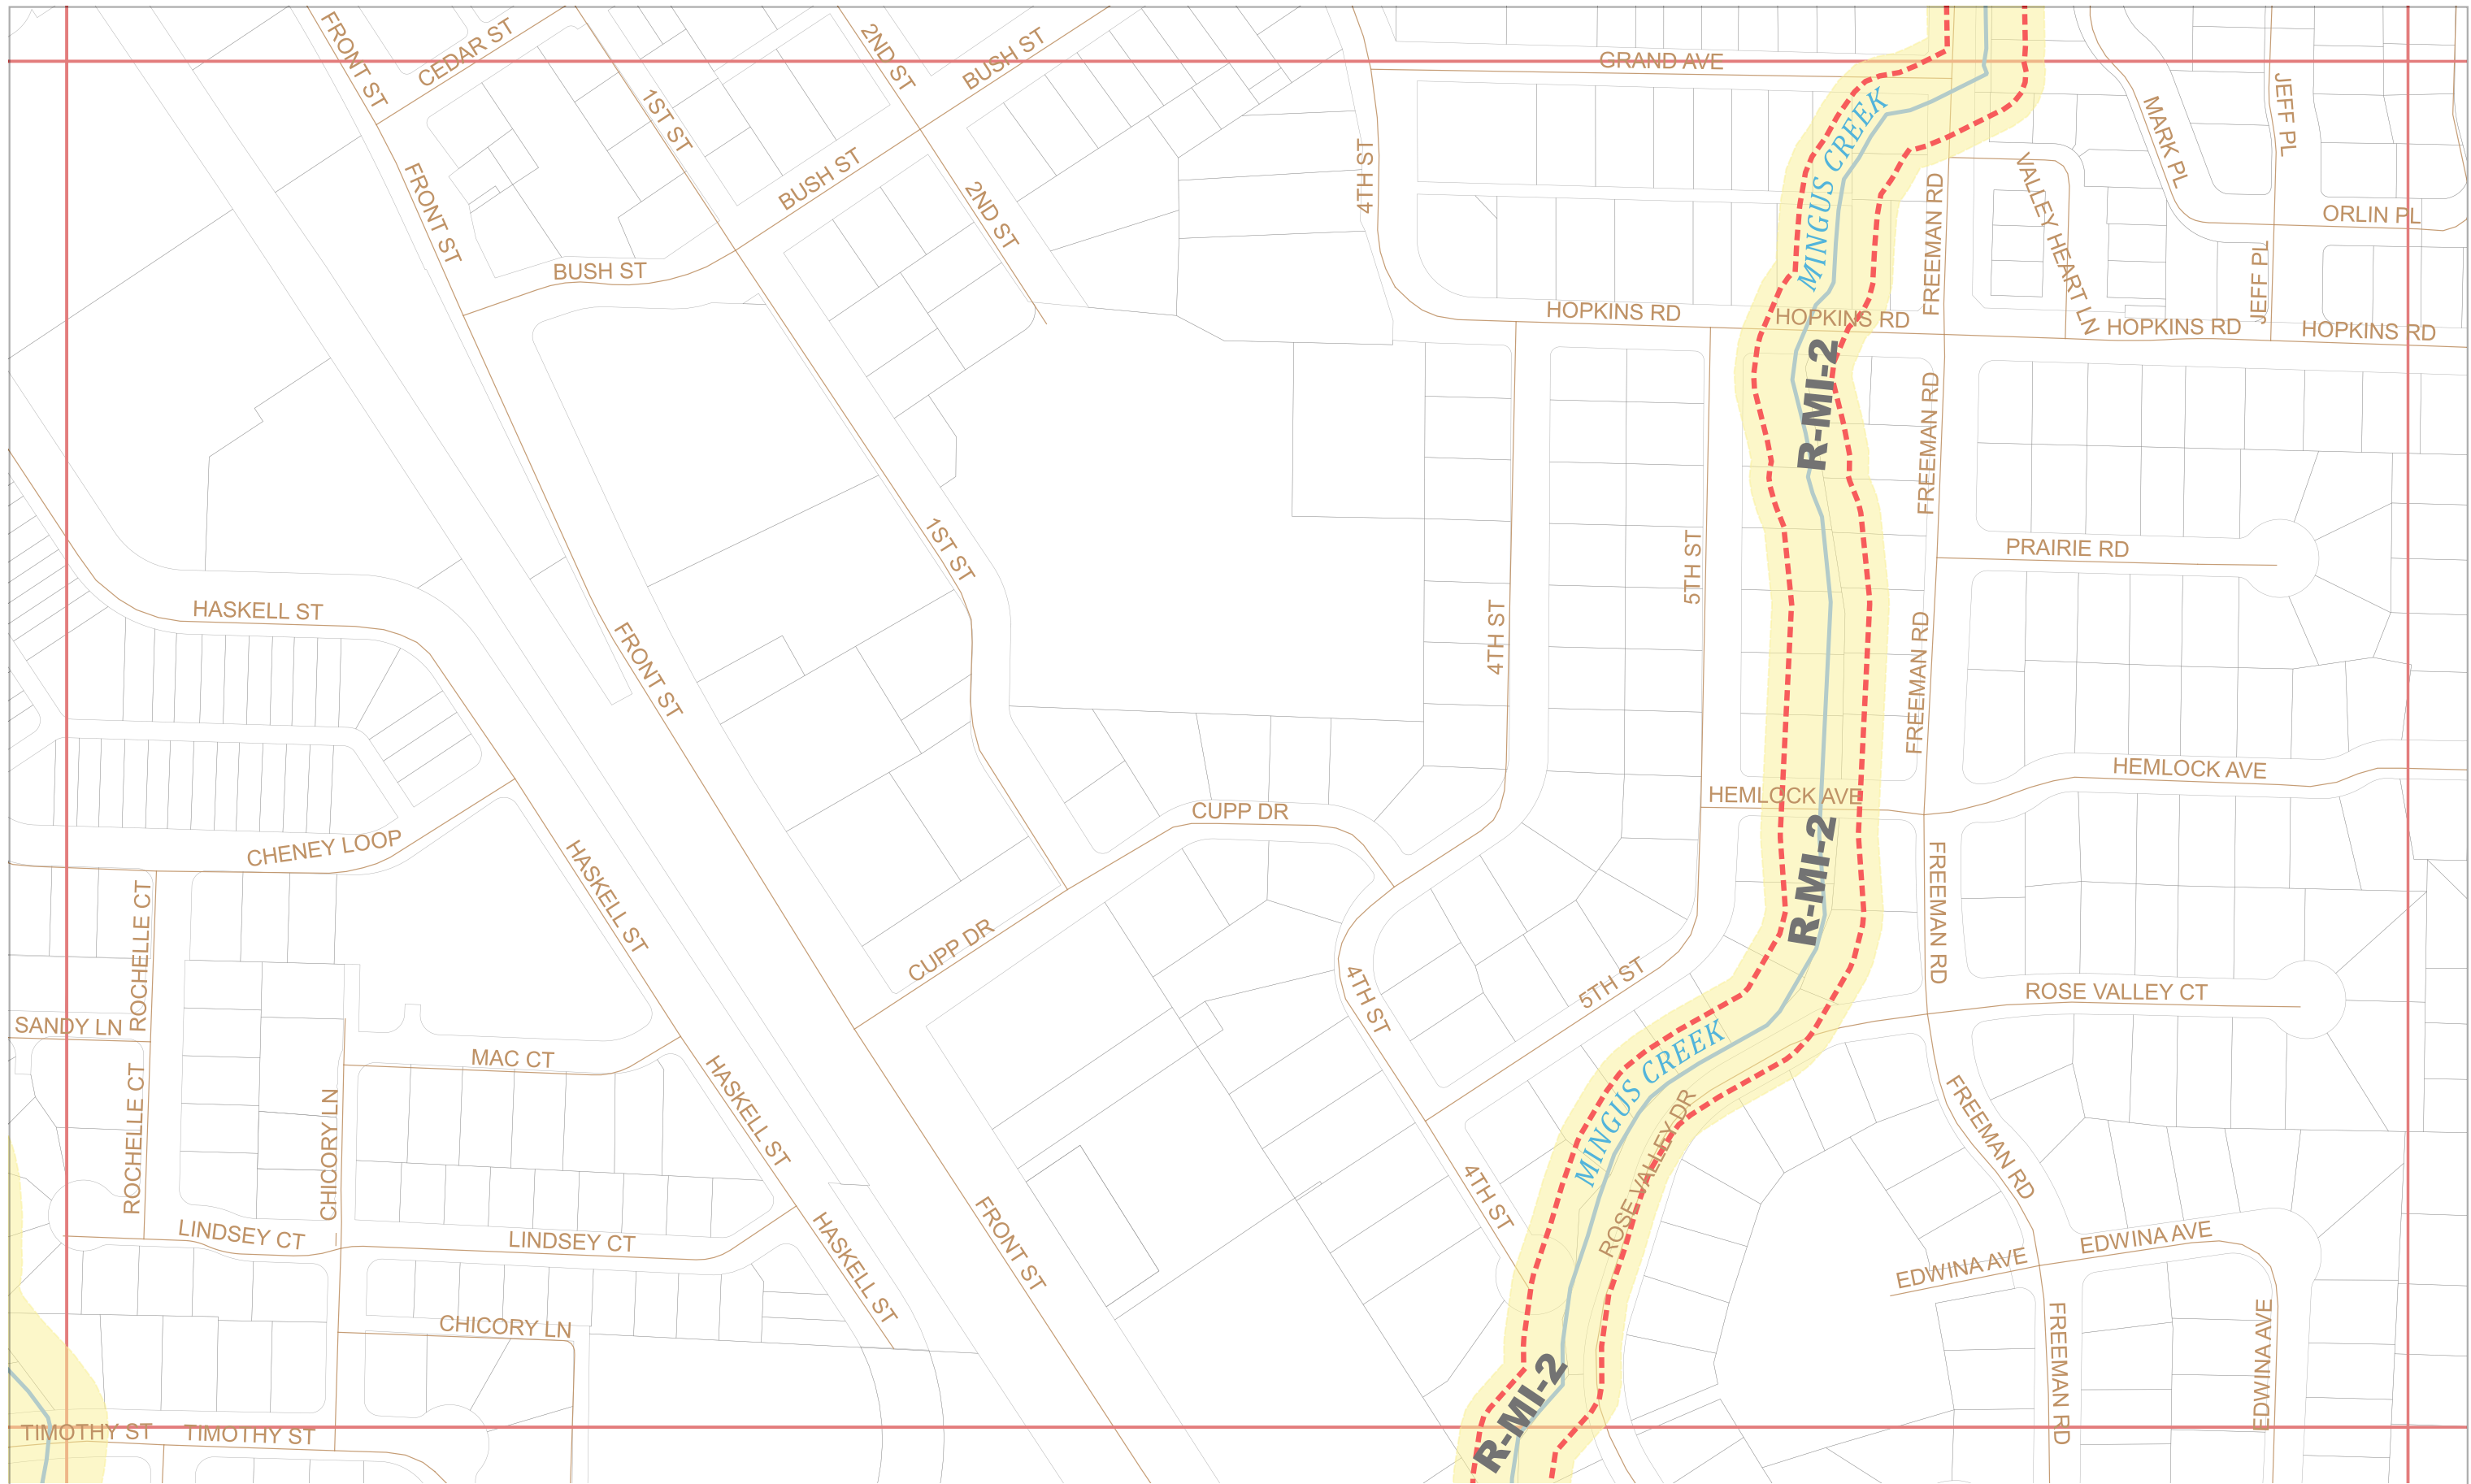 FRONT ST
CEDAR ST
2ND ST
BUSH ST
GRAND AVE
1ST ST
MINGUS CREEK
MARK PL
JEFF PL
FRONT ST
BUSH ST
2ND ST
4TH ST
FREEMAN RD
VALLEY HEART LN
ORLIN PL
BUSH ST
JEFF PL
HOPKINS RD
HOPKINS RD
HOPKINS RD
HOPKINS RD
R-MI-2
FREEMAN RD
1ST ST
5TH ST
PRAIRIE RD
HASKELL ST
FRONT ST
4TH ST
FREEMAN RD
HEMLOCK AVE
HEMLOCK AVE
CUPP DR
CHENEY LOOP
R-MI-2
HASKELL ST
FREEMAN RD
ROCHELLE CT
CUPP DR
5TH ST
4TH ST
ROSE VALLEY CT
SANDY LN
MAC CT
MINGUS CREEK
HASKELL ST
ROCHELLE CT
CHICORY LN
ROSE VALLEY DR
FREEMAN RD
4TH ST
LINDSEY CT
LINDSEY CT
HASKELL ST
FRONT ST
EDWINA AVE
EDWINA AVE
CHICORY LN
FREEMAN RD
EDWINA AVE
R-MI-2
TIMOTHY ST
TIMOTHY ST